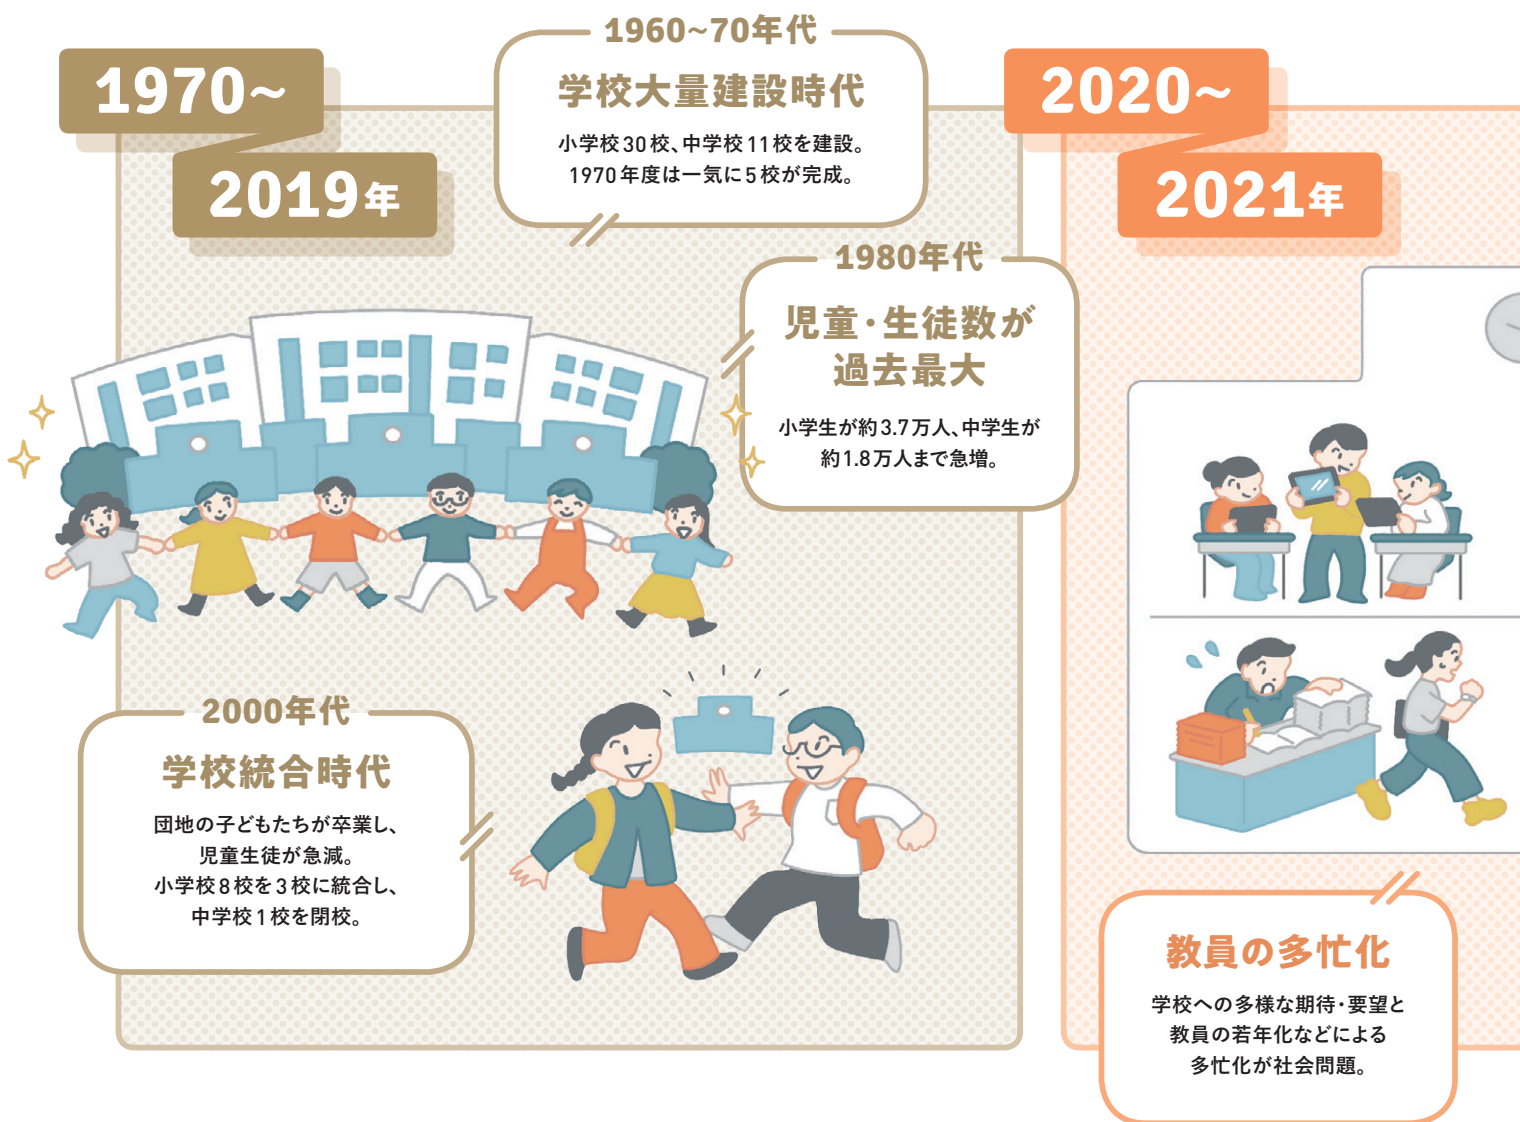 1970~
2019年
1960~70年代
学校大量建設時代
小学校30校、中学校11校を建設。
1970年度は一気に5校が完成。
1980年代
児童・生徒数が
過去最大
小学生が約3.7万人、中学生が
約1.8万人まで急増。
2000年代
学校統合時代
団地の子どもたちが卒業し、
児童生徒が急減。
小学校8校を3校に統合し、
中学校1校を閉校。
2020~
2021年
教員の多忙化
学校への多様な期待・要望と
教員の若年化などによる
多忙化が社会問題。